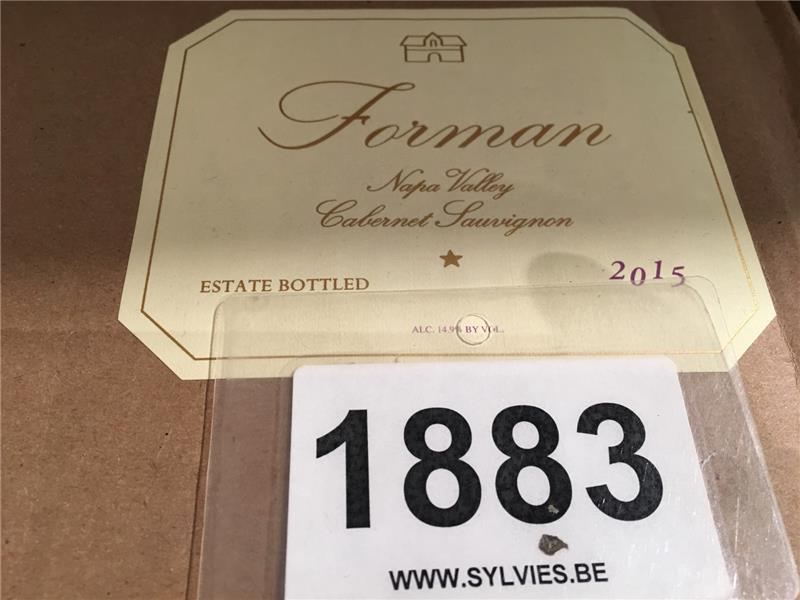 Forman
Napa Valley
Cabernet Sauvignon
ESTATE BOTTLED
2015
ALC. 14.9% BY VOL.
1883
WWW.SYLVIES.BE